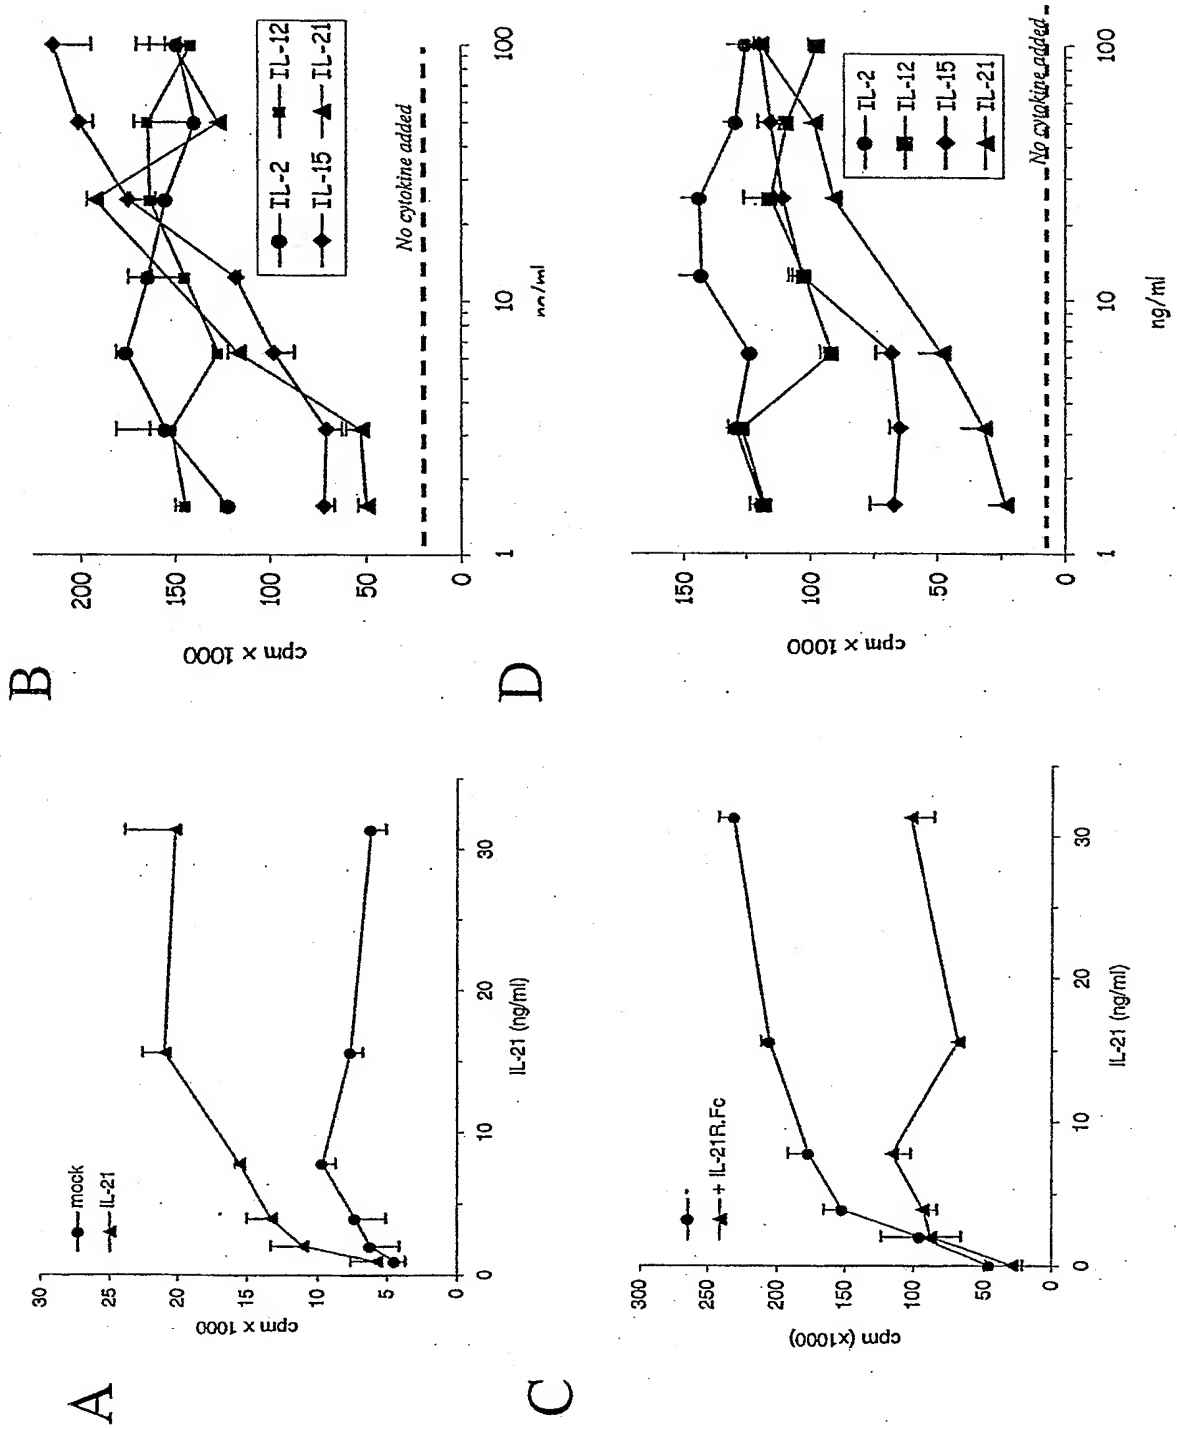 A
cpm x 1000
30
25
20
15
10
5
0
mock
IL-21
10
20
30
IL-21 (ng/ml)
B
cpm x 1000
200
150
100
50
0
IL-2
IL-12
IL-15
IL-21
No cytokine added
1
10
100
C
cpm (x1000)
300
250
200
150
100
50
0
-
+ IL-21R.Fc
0
10
20
30
IL-21 (ng/ml)
D
cpm x 1000
150
100
50
0
IL-2
IL-12
IL-15
IL-21
No cytokine added
1
10
100
ng/ml